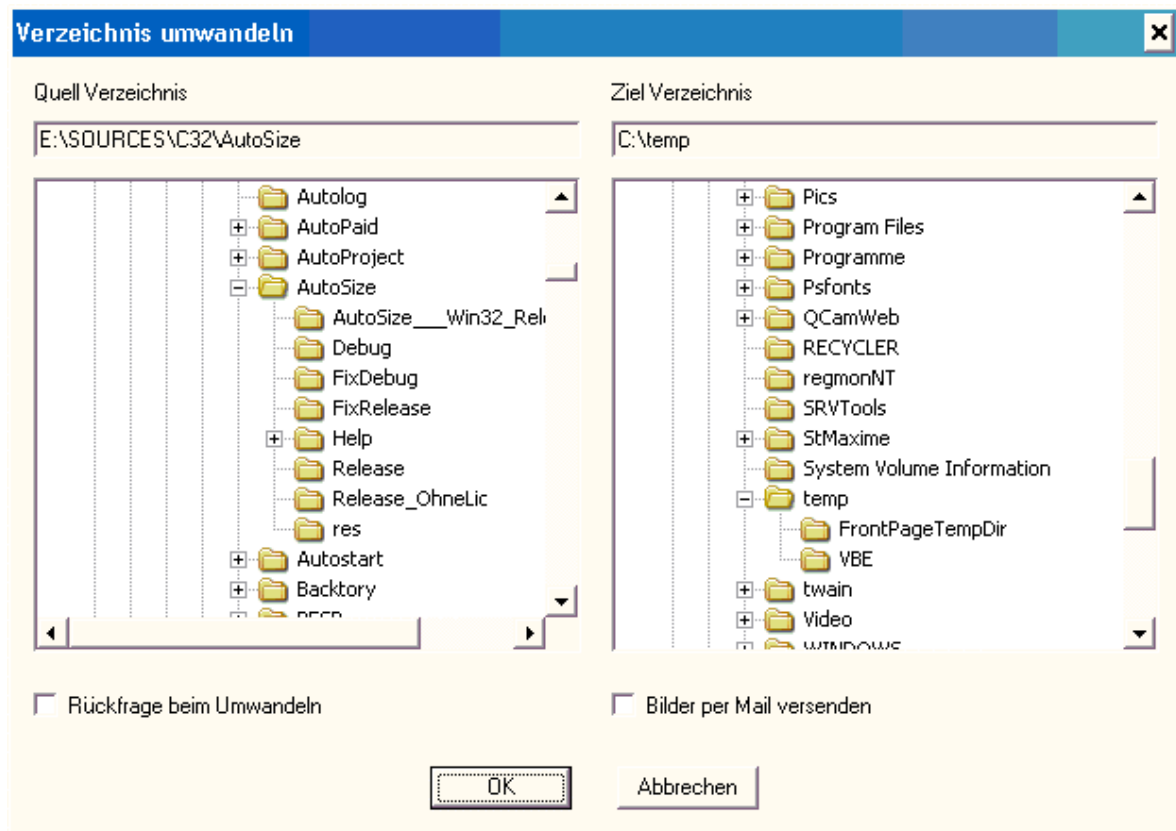 Verzeichnis umwandeln
Quell Verzeichnis
E:\SOURCES\C32\AutoSize
Autolog
AutoPaid
AutoProject
AutoSize
AutoSize___Win32_Rel
Debug
FixDebug
FixRelease
Help
Release
Release_OhneLic
res
Autostart
Backtory
Rückfrage beim Umwandeln
Ziel Verzeichnis
C:\temp
Pics
Program Files
Programme
Psfonts
QCamWeb
RECYCLER
regmonNT
SRVTools
StMaxime
System Volume Information
temp
FrontPageTempDir
VBE
twain
Video
WINDOWS
Bilder per Mail versenden
OK
Abbrechen